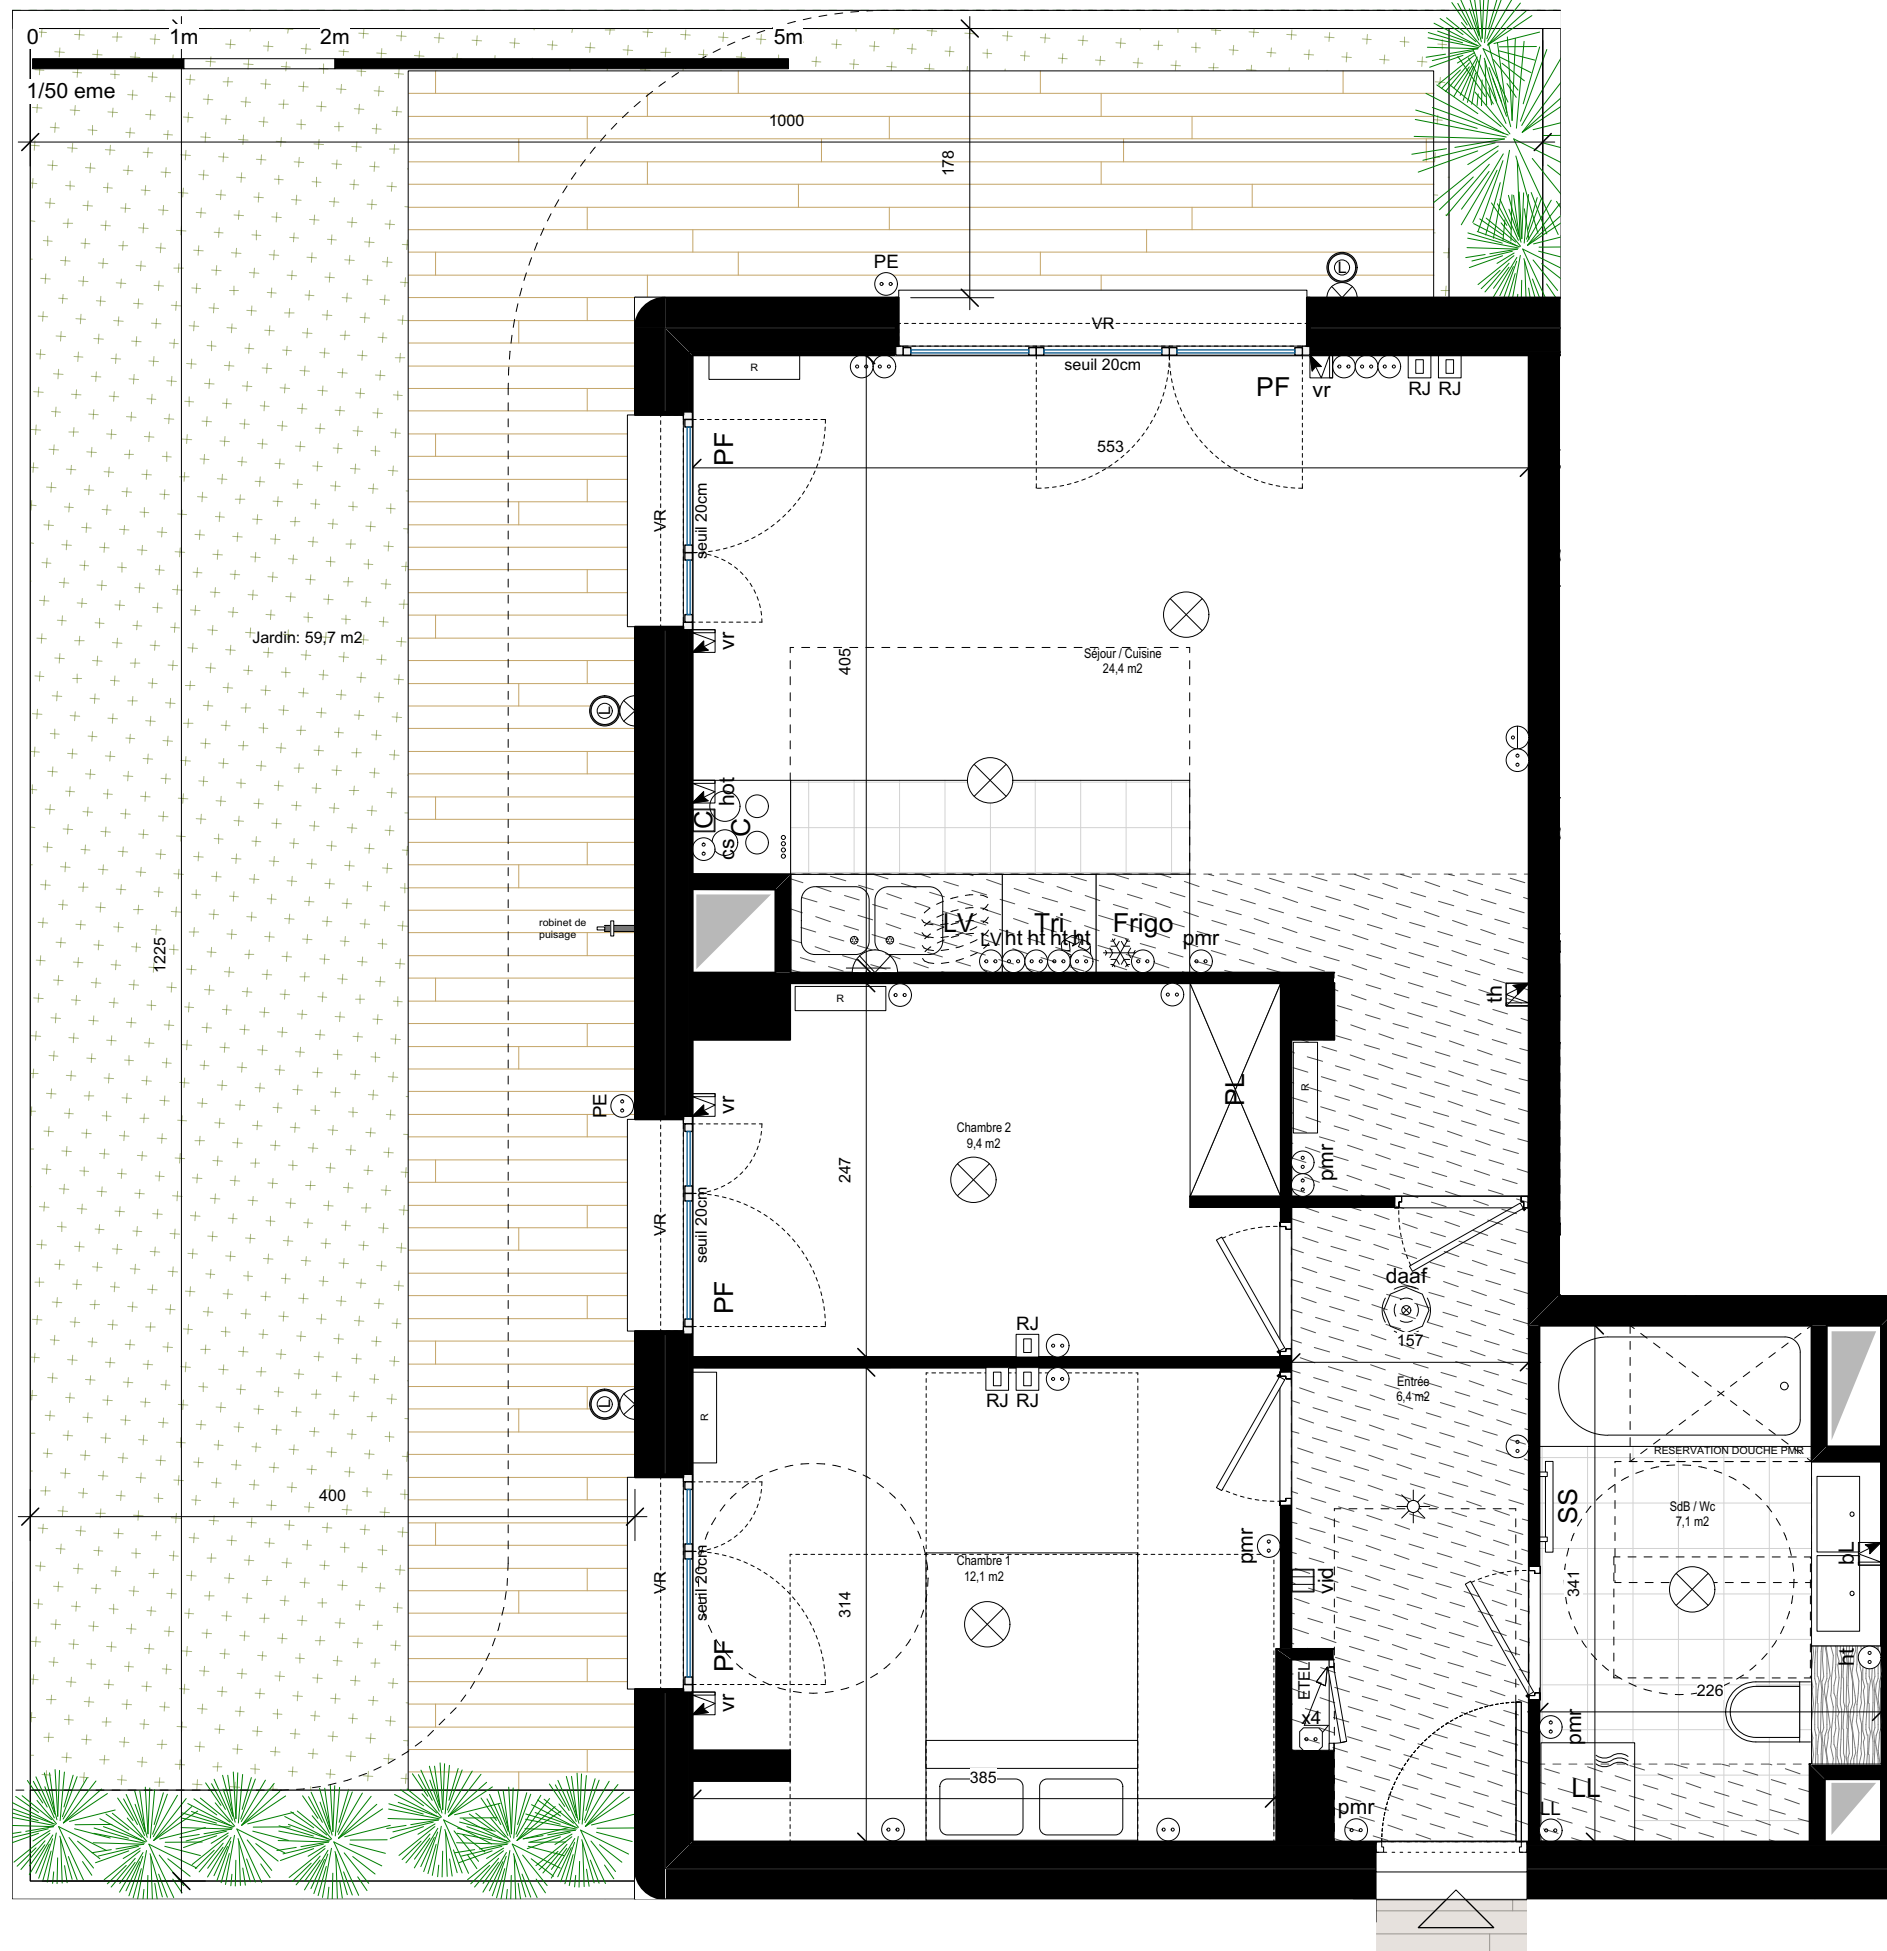 0 1m 2m 5m
1/50 eme
1000
178
PE
L
VR
seuil 20cm
R
PF
vr
RJ RJ
553
PF
VR
seuil 20cm
vr
Jardin: 59,7 m2
405
Séjour / Cuisine
24,4 m2
L
hot
C
C
cs
robinet de
puisage
LV
Tri
Frigo
LV ht ht ht ht
pmr
1225
R
th
PL
R
PE
vr
Chambre 2
9,4 m2
247
pmr
VR
seuil 20cm
PF
daaf
157
RJ
RJ RJ
Entrée
6,4 m2
L
R
RESERVATION DOUCHE PMR
400
SS
SdB / Wc
7,1 m2
pmr
bL
VR
seuil 20cm
Chambre 1
12,1 m2
vid
341
314
PF
ht
ETEL
226
vr
x4
pmr
385
LL
pmr
LL